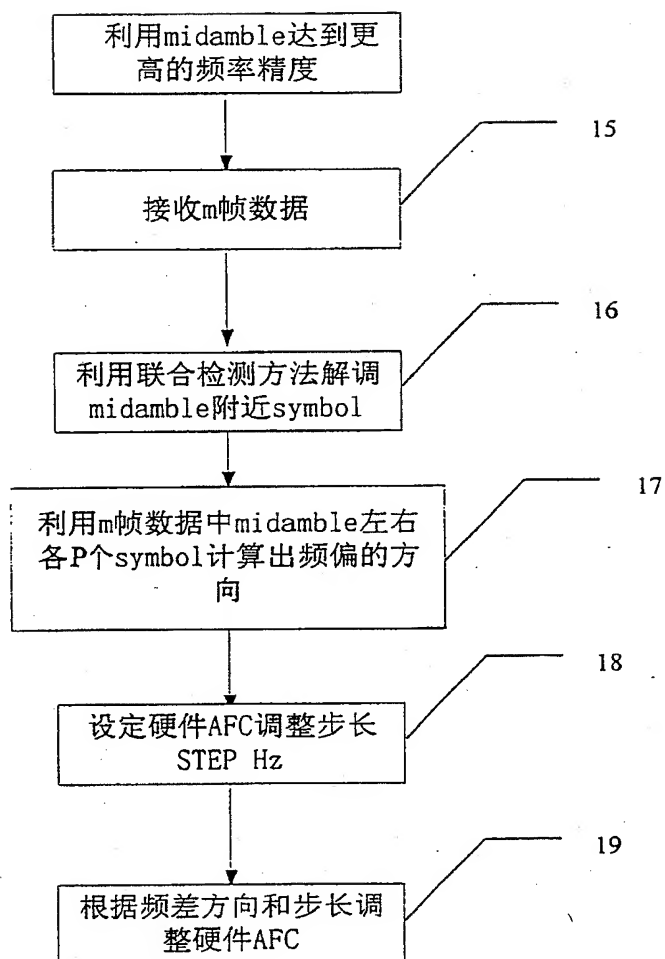 利用midamble达到更
高的频率精度
15
接收m帧数据
16
利用联合检测方法解调
midamble附近symbol
17
利用m帧数据中midamble左右
各P个symbol计算出频偏的方
向
18
设定硬件AFC调整步长
STEP Hz
19
根据频差方向和步长调
整硬件AFC